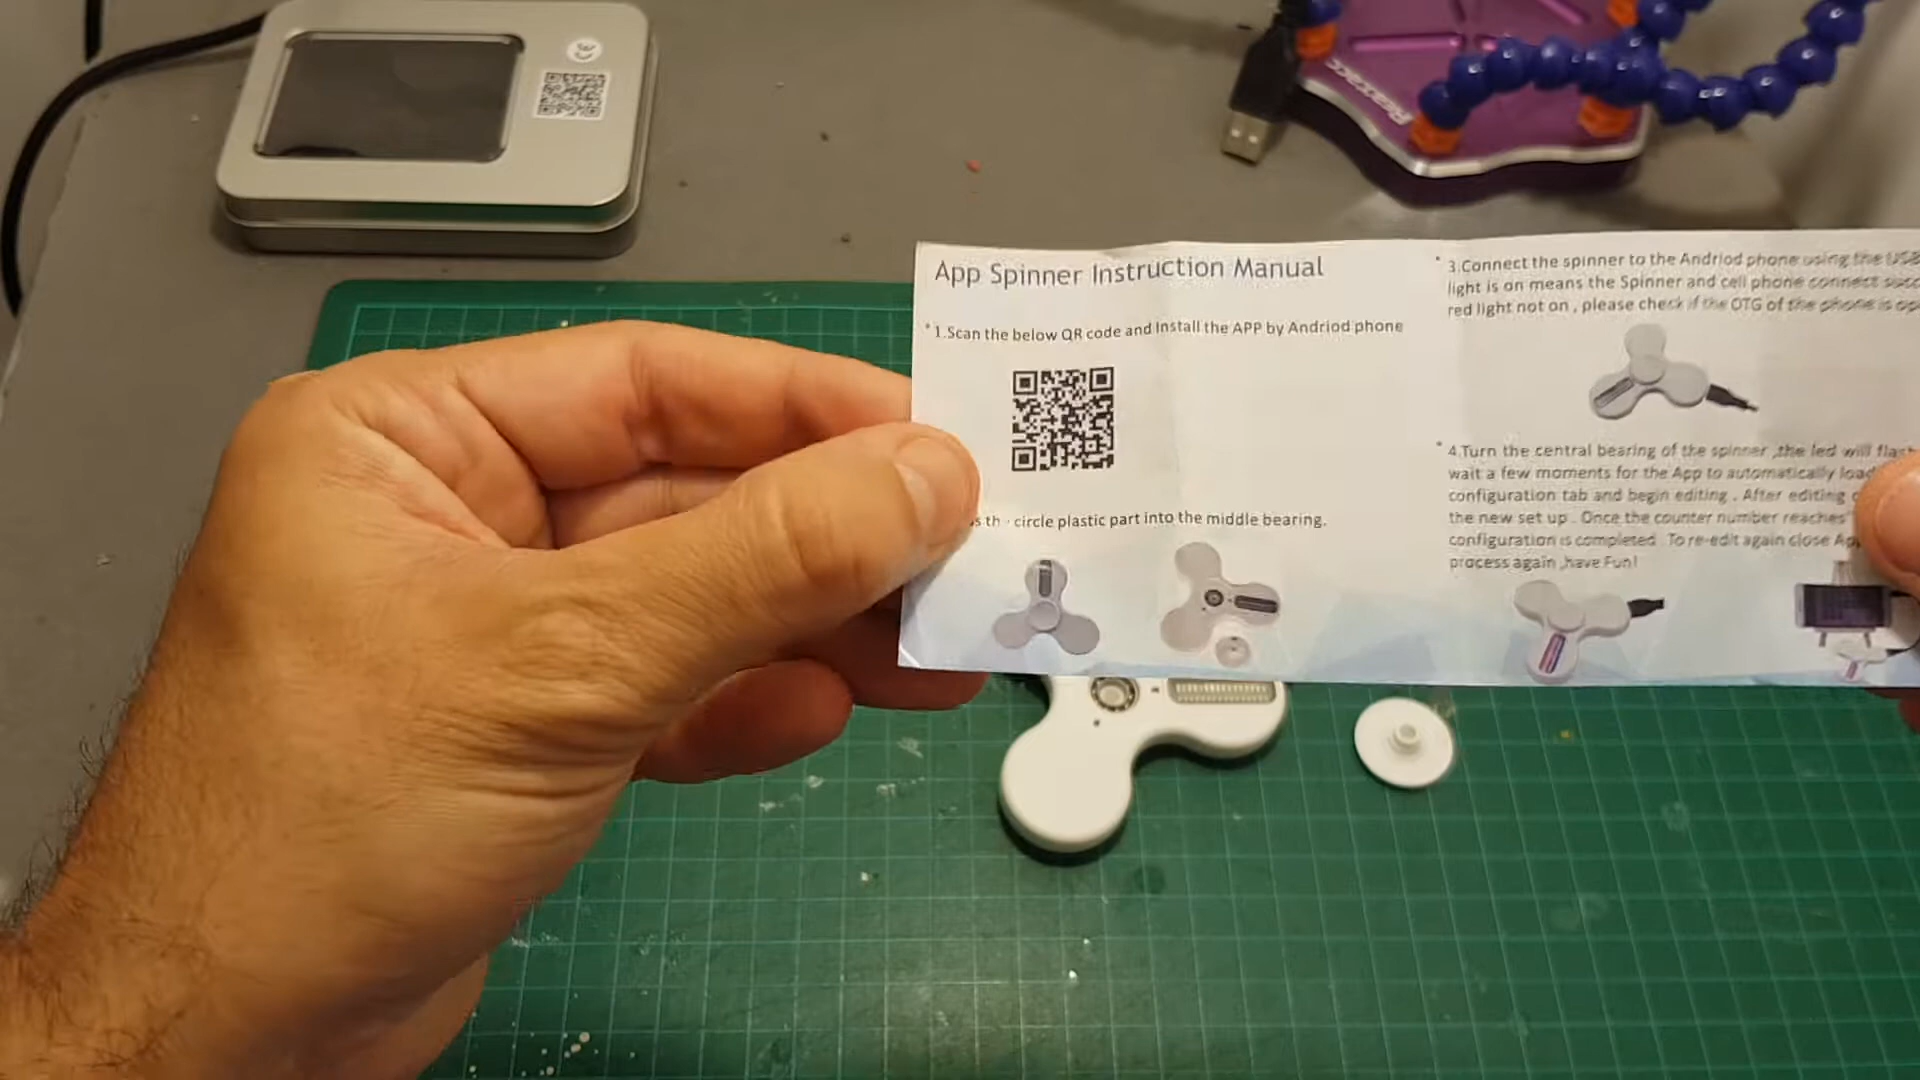 App Spinner Instruction Manual
* 1.Scan the below QR code and Install the APP by Andriod phone
th circle plastic part into the middle bearing.
* 3.Connect the spinner to the Andriod phone using the USB
light is on means the Spinner and cell phone connect
red light not on , please check if the OTG of the phone is
* 4.Turn the central bearing of the spinner ,the led will
wait a few moments for the App to automatically load
configuration tab and begin editing . After editing
the new set up . Once the counter number reaches
configuration is completed . To re-edit again close
process again ,have Fun!